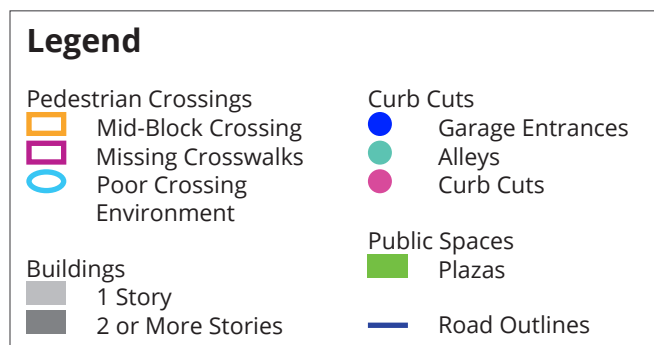 Legend
Pedestrian Crossings
Mid-Block Crossing
Missing Crosswalks
Poor Crossing
Environment
Buildings
1 Story
2 or More Stories
Curb Cuts
Garage Entrances
Alleys
Curb Cuts
Public Spaces
Plazas
Road Outlines